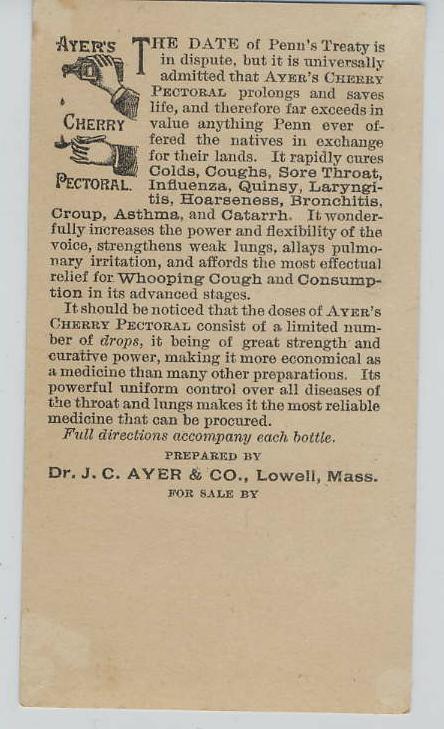 AYER'S
CHERRY
PECTORAL.
THE DATE of Penn's Treaty is
in dispute, but it is universally
admitted that AYER'S CHERRY
PECTORAL prolongs and saves
life, and therefore far exceeds in
value anything Penn ever of-
fered the natives in exchange
for their lands. It rapidly cures
Colds, Coughs, Sore Throat,
Influenza, Quinsy, Laryngi-
tis, Hoarseness, Bronchitis,
Croup, Asthma, and Catarrh. It wonder-
fully increases the power and flexibility of the
voice, strengthens weak lungs, allays pulmo-
nary irritation, and affords the most effectual
relief for Whooping Cough and Consump-
tion in its advanced stages.
It should be noticed that the doses of AYER'S
CHERRY PECTORAL consist of a limited num-
ber of drops, it being of great strength and
curative power, making it more economical as
a medicine than many other preparations. Its
powerful uniform control over all diseases of
the throat and lungs makes it the most reliable
medicine that can be procured.
Full directions accompany each bottle.
PREPARED BY
Dr. J. C. AYER & CO., Lowell, Mass.
FOR SALE BY